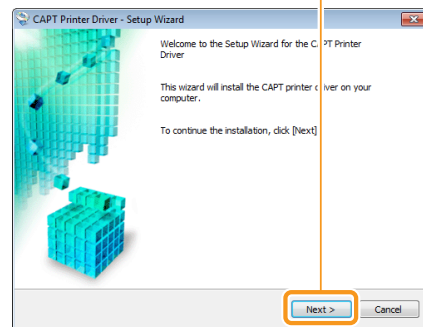 CAPT Printer Driver - Setup Wizard
Welcome to the Setup Wizard for the CAPT Printer
Driver
This wizard will install the CAPT printer driver on your
computer.
To continue the installation, click [Next]
Next >
Cancel